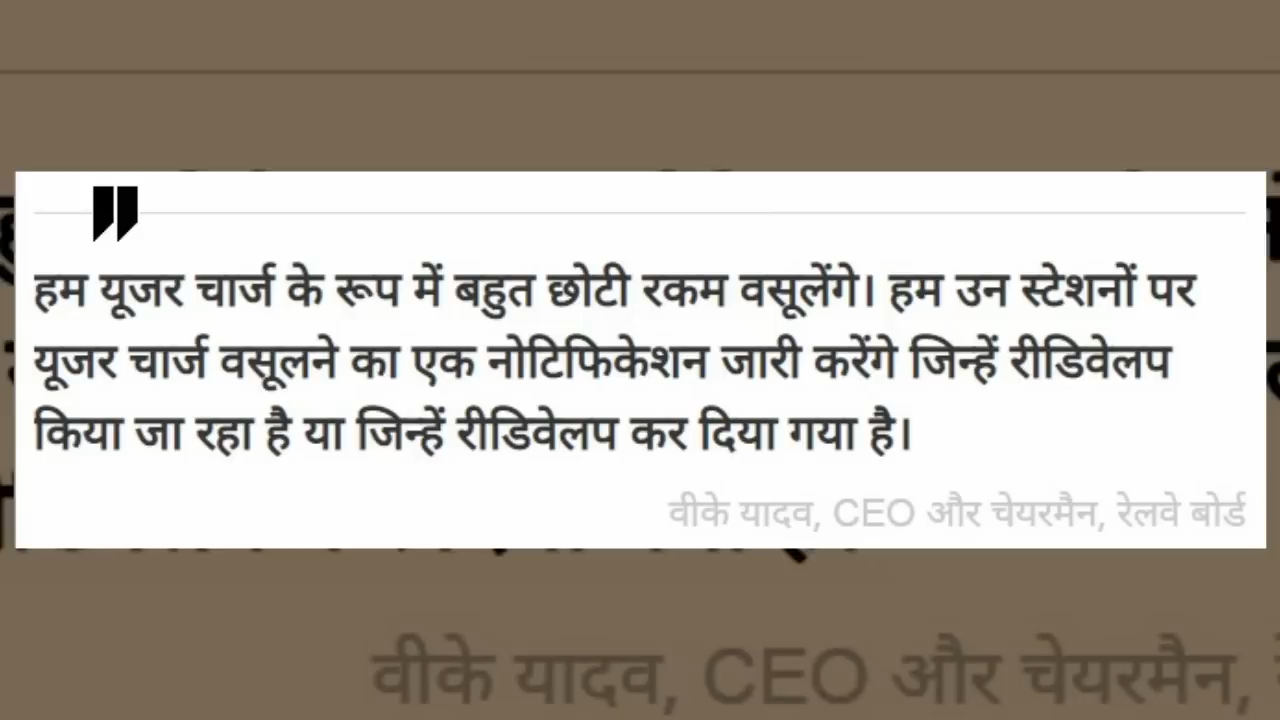 हम यूजर चार्ज के रूप में बहुत छोटी रकम वसूलेंगे। हम उन स्टेशनों पर
यूजर चार्ज वसूलने का एक नोटिफिकेशन जारी करेंगे जिन्हें रीडिवेलप
किया जा रहा है या जिन्हें रीडिवेलप कर दिया गया है।
वीके यादव, CEO और चेयरमैन, रेलवे बोर्ड
वीके यादव, CEO और चेयरमैन,